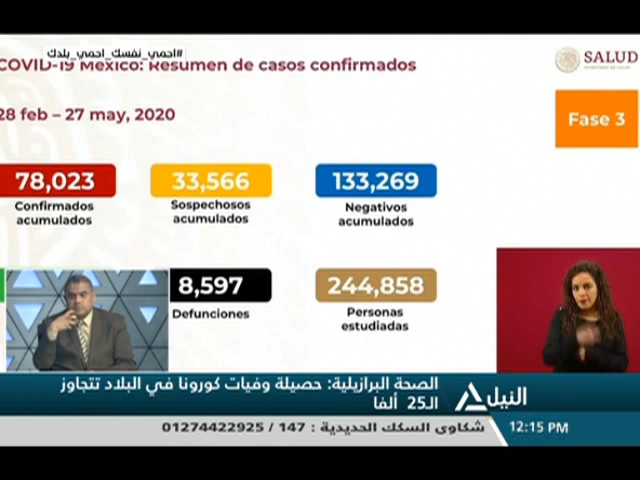 #احمي_نفسك_احمي_بلدك
COVID-19 México: Resumen de casos confirmados
SALUD
28 feb – 27 may, 2020
Fase 3
78,023
Confirmados
acumulados
33,566
Sospechosos
acumulados
133,269
Negativos
acumulados
8,597
Defunciones
244,858
Personas
estudiadas
الصحة البرازيلية: حصيلة وفيات كورونا في البلاد تتجاوز
الـ25 ألفا
النيل
شكاوى السكك الحديدية : 147 / 01274422925
12:15 PM